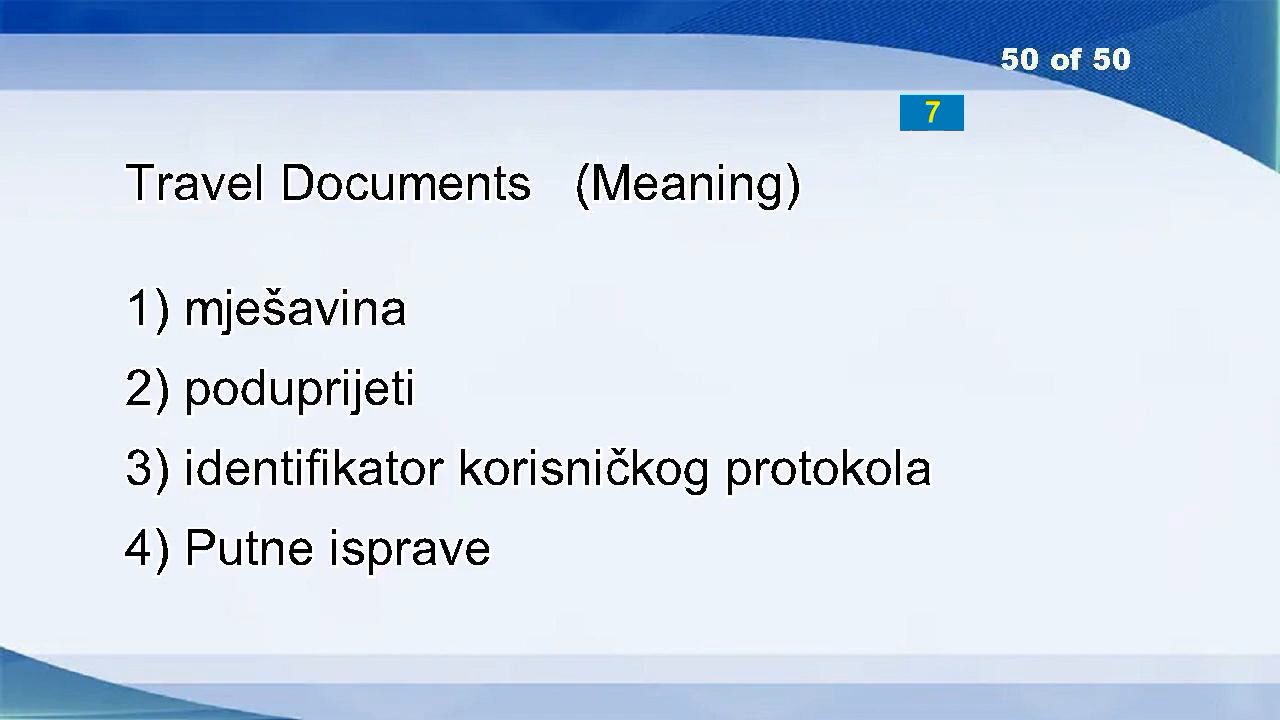 50 of 50
7
Travel Documents (Meaning)
1) mješavina
2) poduprijeti
3) identifikator korisničkog protokola
4) Putne isprave